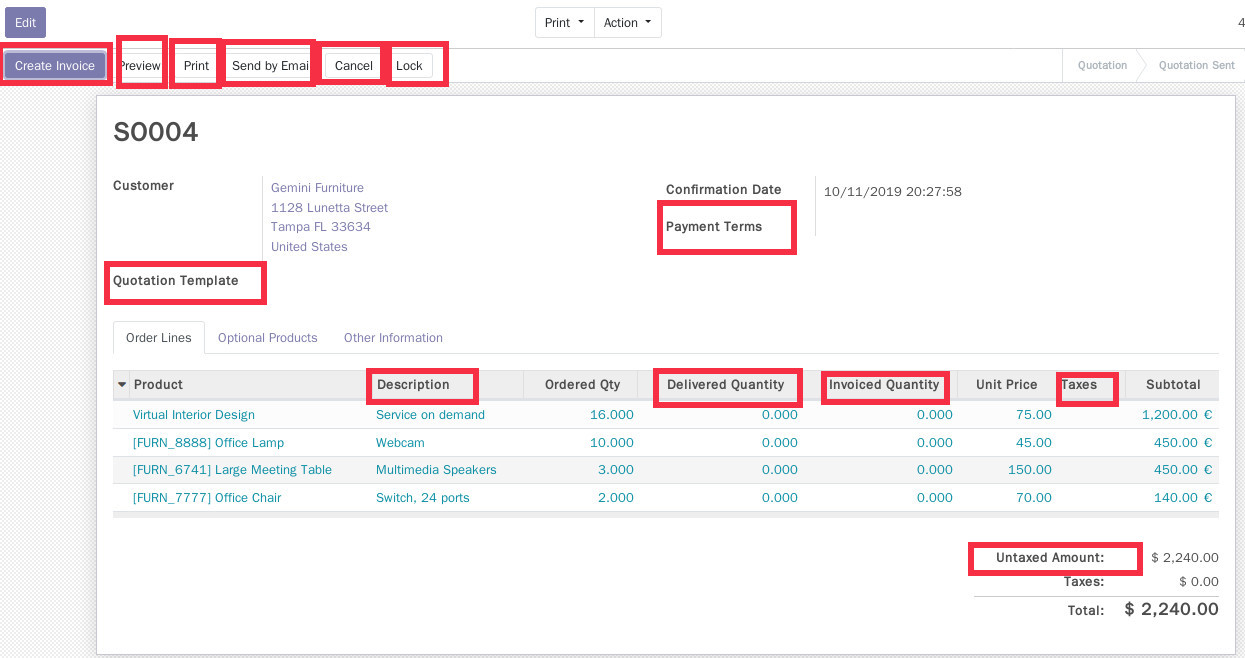 Edit Print Action 4
Create Invoice Preview Print Send by Emai Cancel Lock Quotation Quotation Sent
SO004
Customer
Gemini Furniture
1128 Lunetta Street
Tampa FL 33634
United States
Confirmation Date 10/11/2019 20:27:58
Payment Terms
Quotation Template
Order Lines Optional Products Other Information
Product Description Ordered Qty Delivered Quantity Invoiced Quantity Unit Price Taxes Subtotal
Virtual Interior Design Service on demand 16.000 0.000 0.000 75.00 1,200.00 €
[FURN_8888] Office Lamp Webcam 10.000 0.000 0.000 45.00 450.00 €
[FURN_6741] Large Meeting Table Multimedia Speakers 3.000 0.000 0.000 150.00 450.00 €
[FURN_7777] Office Chair Switch, 24 ports 2.000 0.000 0.000 70.00 140.00 €
Untaxed Amount: $ 2,240.00
Taxes: $ 0.00
Total: $ 2,240.00